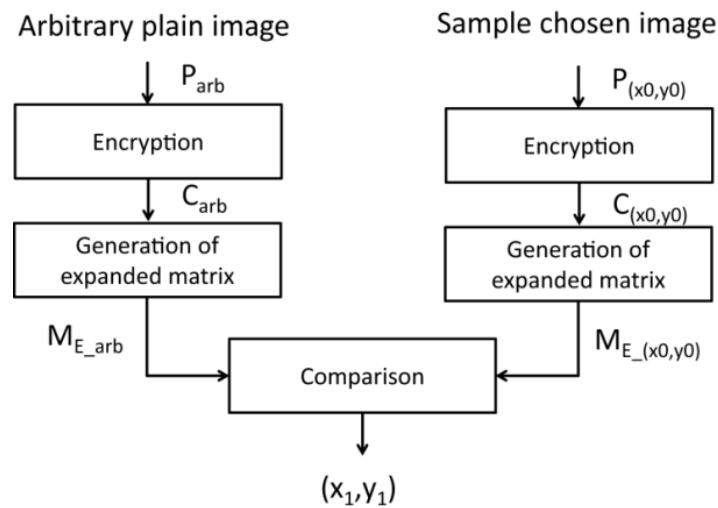 Arbitrary plain image
Sample chosen image
P_arb
P_(x0,y0)
Encryption
Encryption
C_arb
C_(x0,y0)
Generation of
expanded matrix
Generation of
expanded matrix
M_E_arb
M_E_(x0,y0)
Comparison
(x₁,y₁)